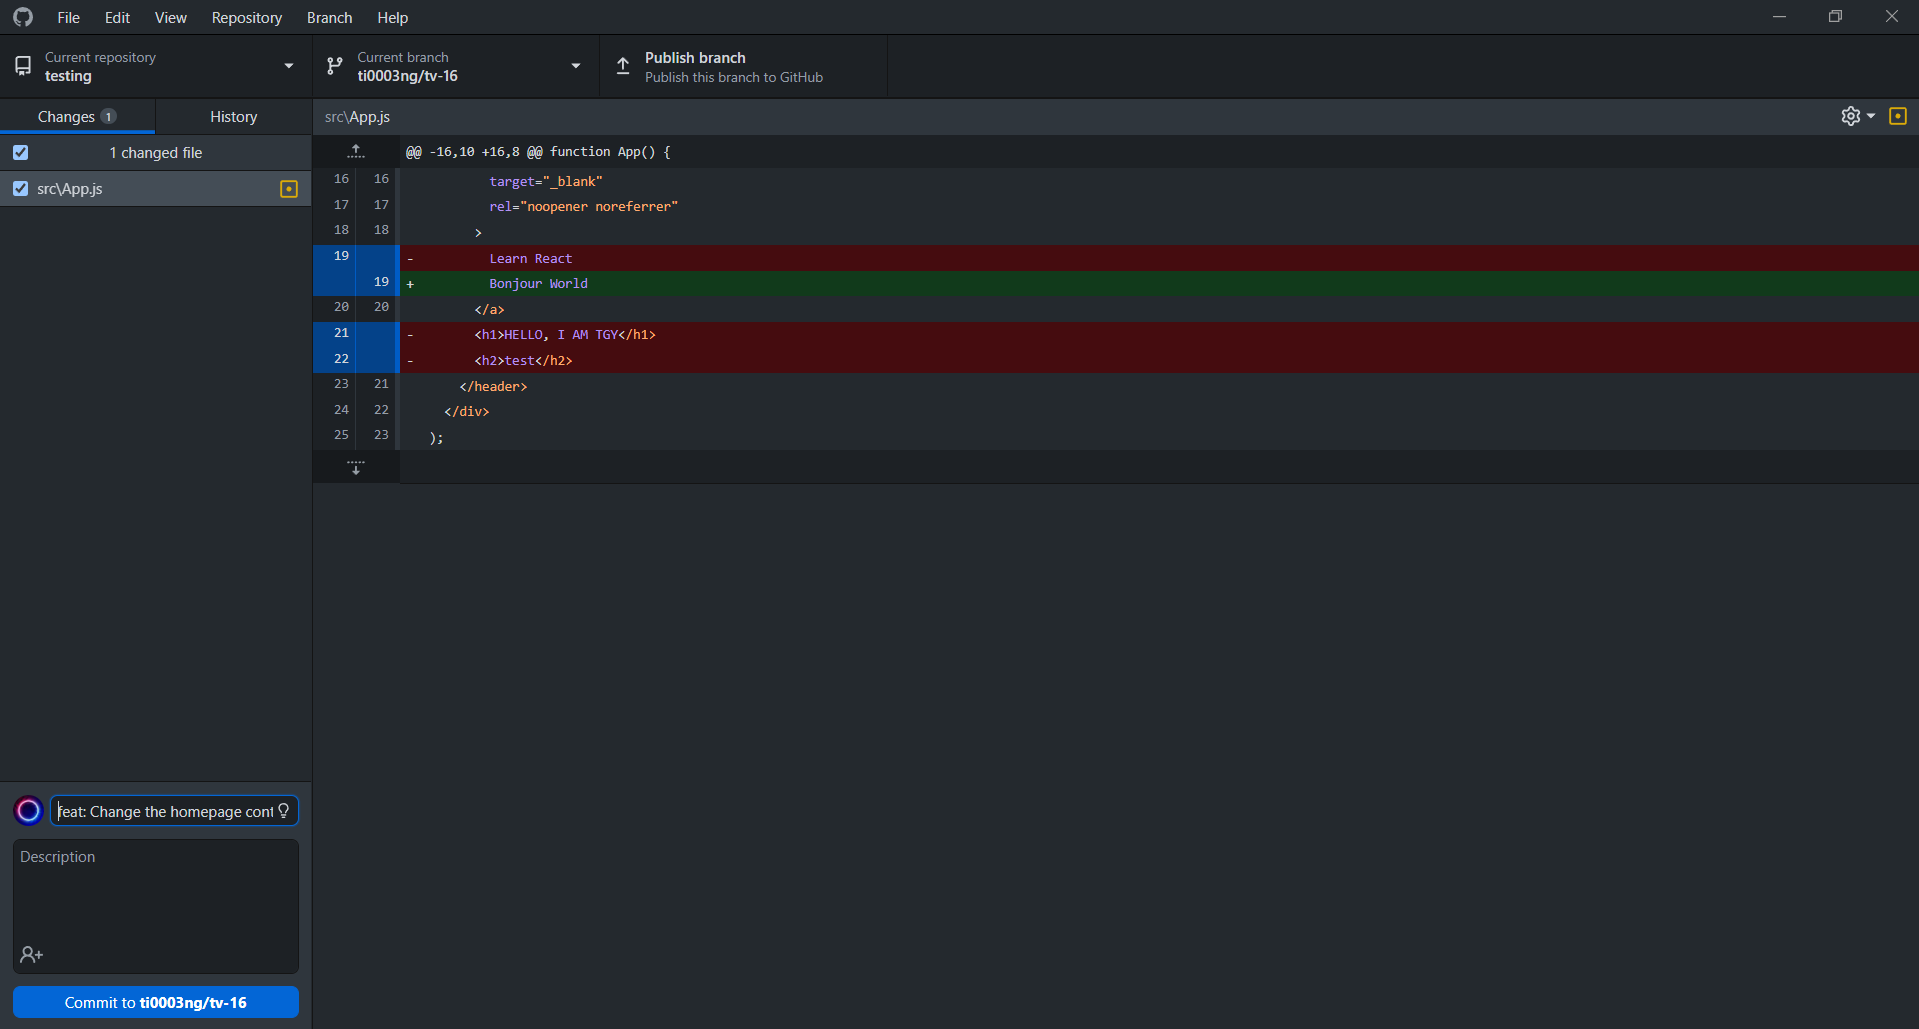 File Edit View Repository Branch Help
Current repository
testing
Current branch
ti0003ng/tv-16
Publish branch
Publish this branch to GitHub
Changes 1 History
src\App.js
1 changed file
src\App.js
@@ -16,10 +16,8 @@ function App() {
16 16 target="_blank"
17 17 rel="noopener noreferrer"
18 18 >
19 - Learn React
19 + Bonjour World
20 20 </a>
21 - <h1>HELLO, I AM TGY</h1>
22 - <h2>test</h2>
23 21 </header>
24 22 </div>
25 23 );
feat: Change the homepage cont
Description
Commit to ti0003ng/tv-16